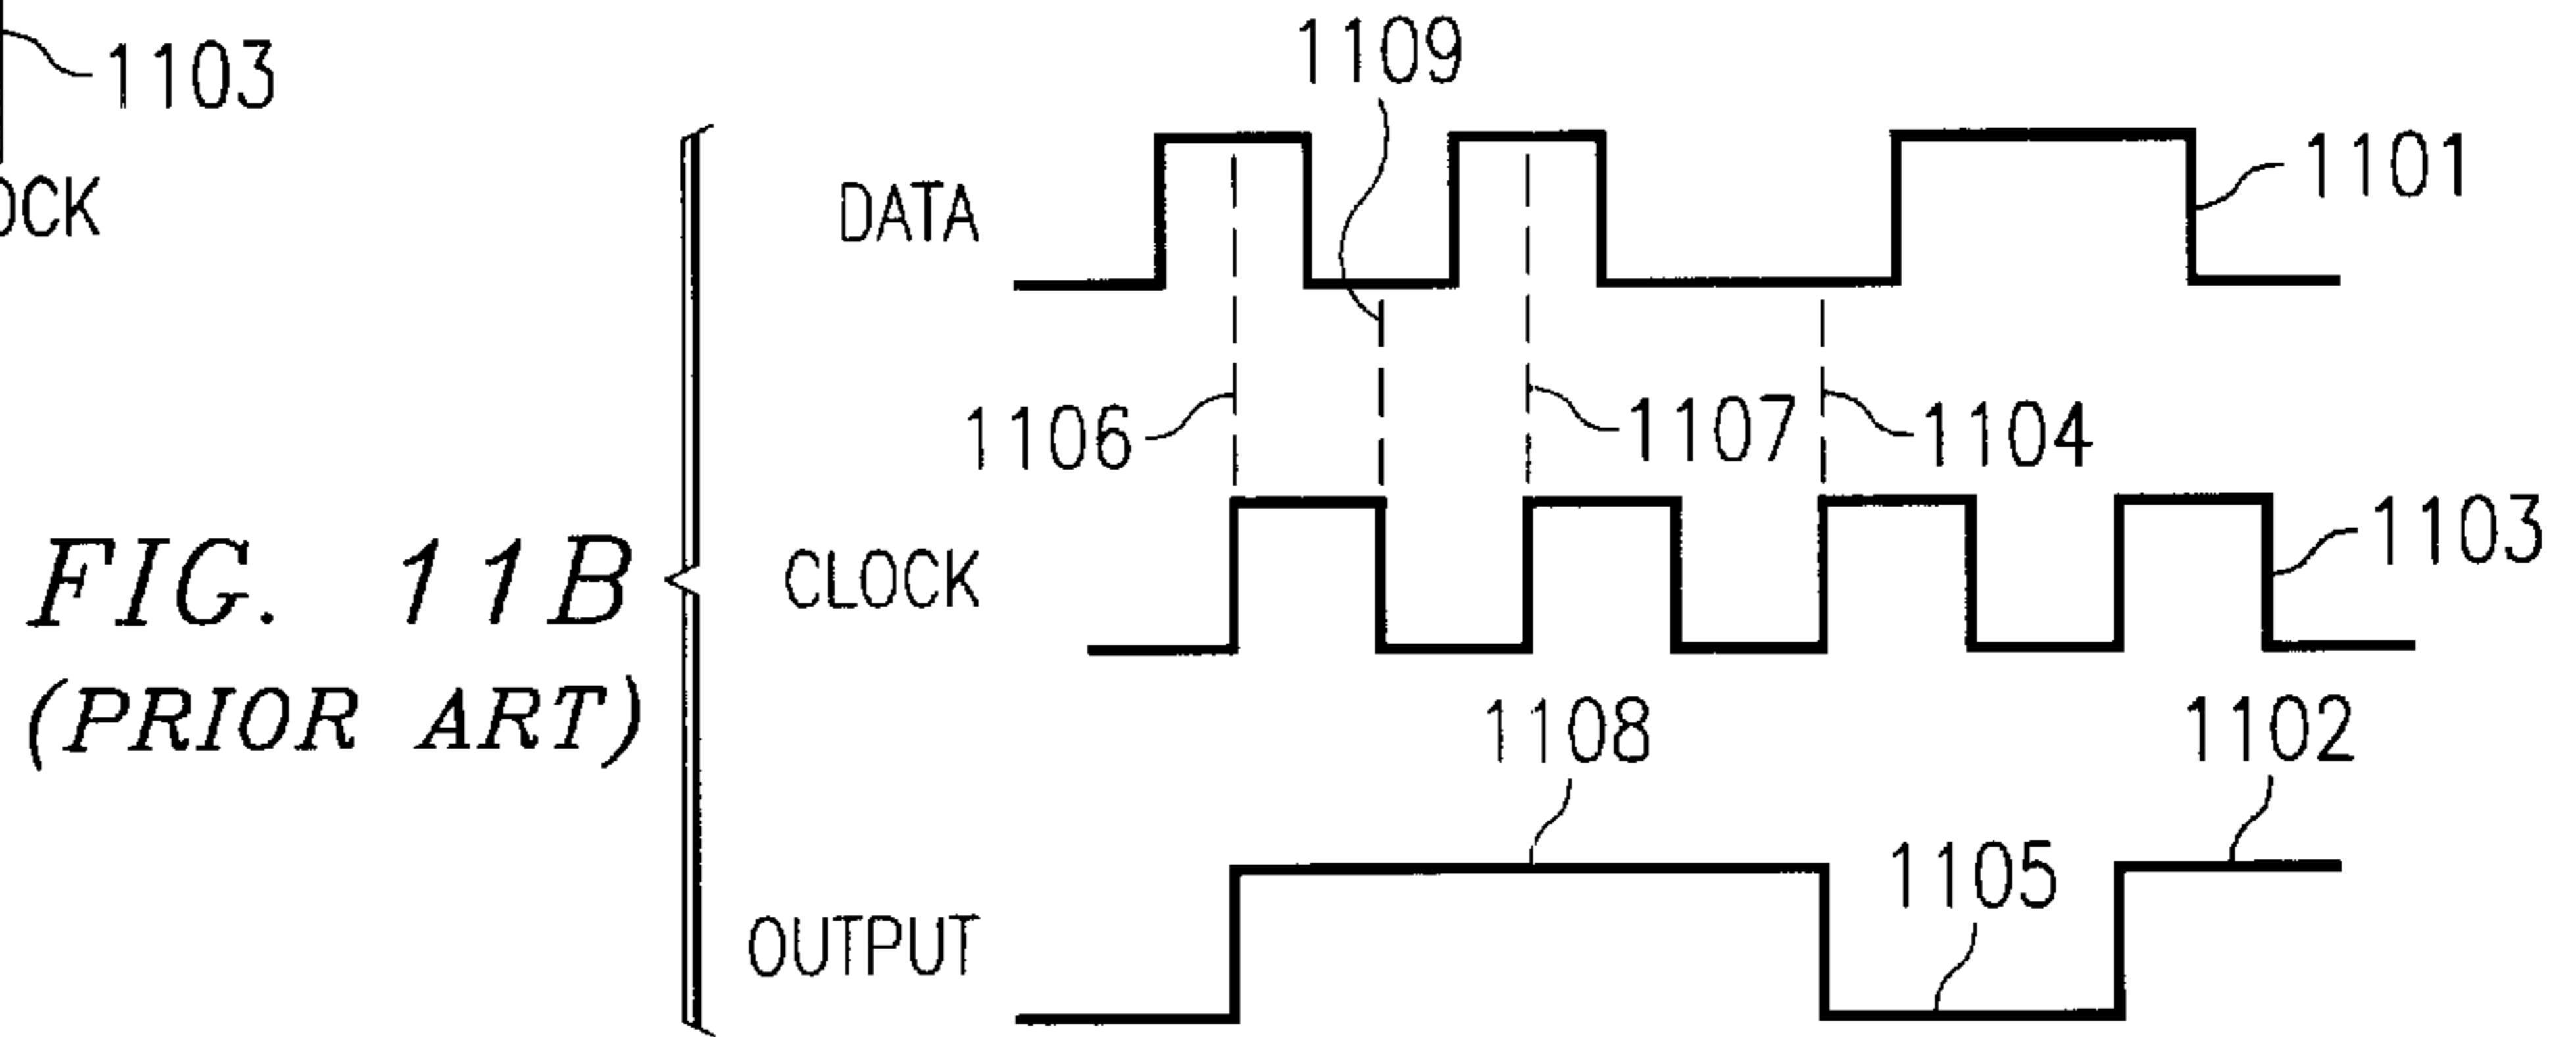 1103
OCK
1109
DATA
1101
1106
1107
1104
CLOCK
1103
FIG. 11B
(PRIOR ART)
1108
1102
1105
OUTPUT